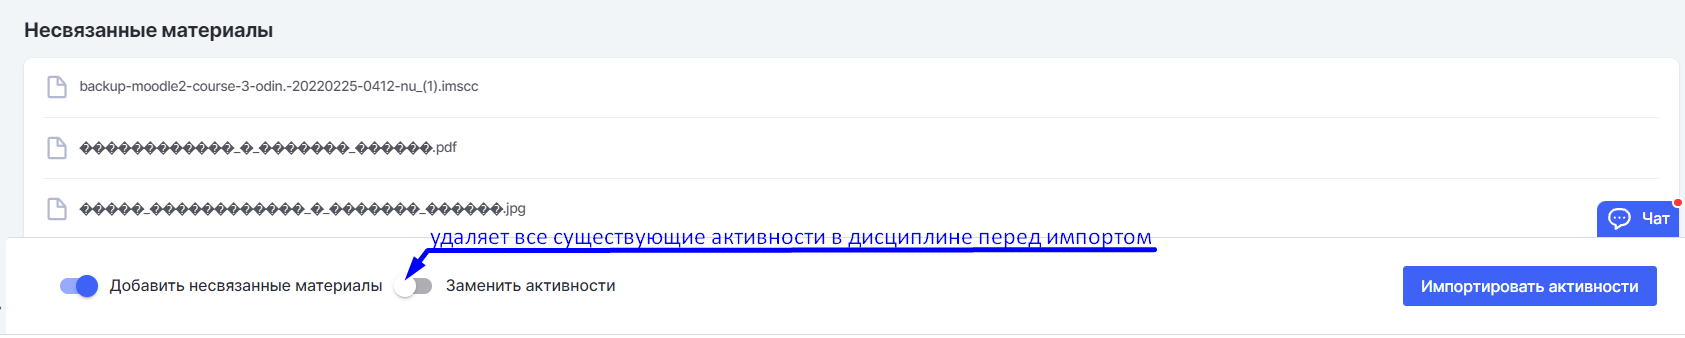 Несвязанные материалы
backup-moodle2-course-3-odin.-20220225-0412-nu_(1).imscc
��������������_�_��������_������.pdf
�����_��������������_�_��������_������.jpg
Чат
удаляет все существующие активности в дисциплине перед импортом
Добавить несвязанные материалы Заменить активности Импортировать активности